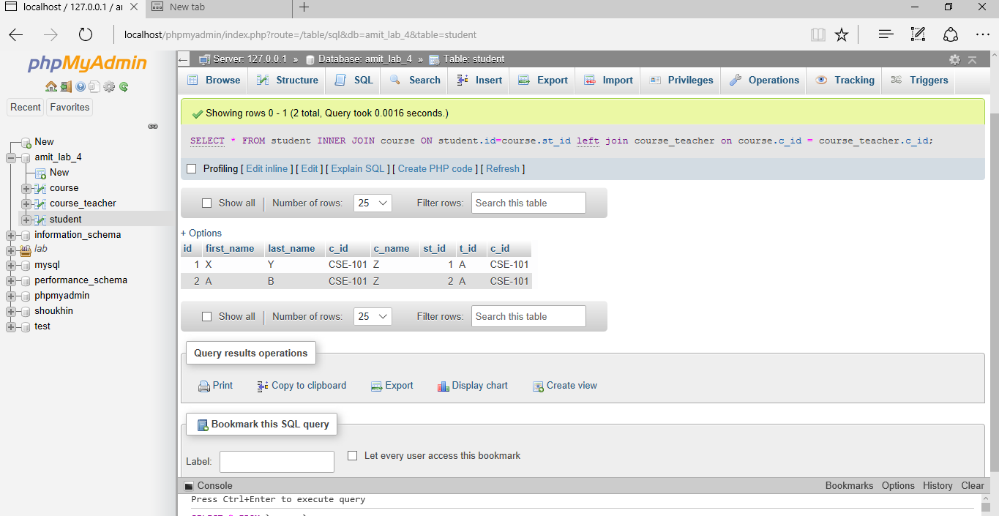 localhost / 127.0.0.1 / ar
New tab
localhost/phpmyadmin/index.php?route=/table/sql&db=amit_lab_4&table=student
phpMyAdmin
Recent Favorites
New
amit_lab_4
New
course
course_teacher
student
information_schema
lab
mysql
performance_schema
phpmyadmin
shoukhin
test
Server: 127.0.0.1 » Database: amit_lab_4 » Table: student
Browse Structure SQL Search Insert Export Import Privileges Operations Tracking Triggers
Showing rows 0 - 1 (2 total, Query took 0.0016 seconds.)
SELECT * FROM student INNER JOIN course ON student.id=course.st_id left join course_teacher on course.c_id = course_teacher.c_id;
Profiling [ Edit inline ] [ Edit ] [ Explain SQL ] [ Create PHP code ] [ Refresh ]
Show all | Number of rows: 25 Filter rows: Search this table
+ Options
id first_name last_name c_id c_name st_id t_id c_id
1 X Y CSE-101 Z 1 A CSE-101
2 A B CSE-101 Z 2 A CSE-101
Show all | Number of rows: 25 Filter rows: Search this table
Query results operations
Print Copy to clipboard Export Display chart Create view
Bookmark this SQL query
Label: Let every user access this bookmark
Console Bookmarks Options History Clear
Press Ctrl+Enter to execute query